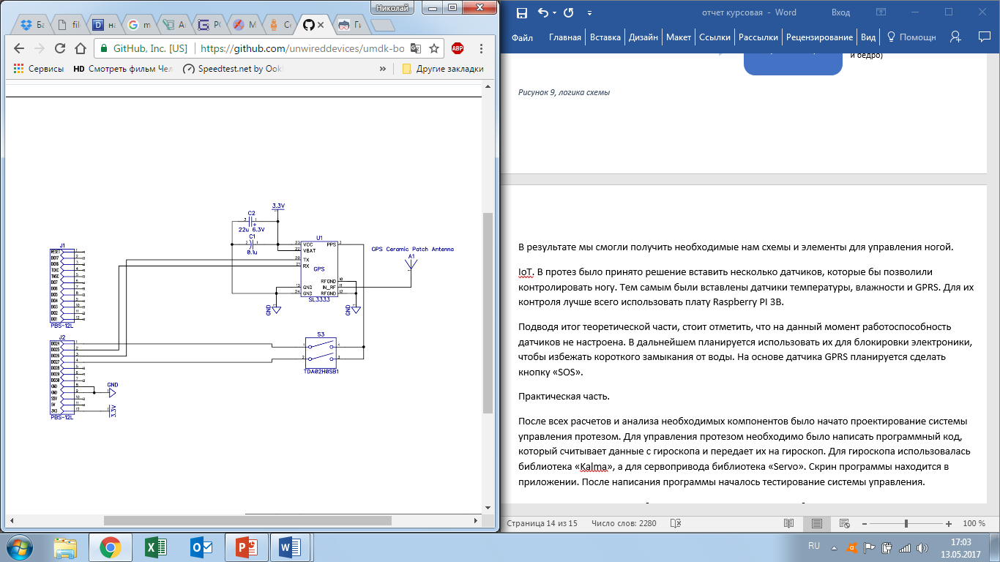 Николай
Ба
fil
на
m
A
PC
M
Co
Ги
GitHub, Inc. [US]
https://github.com/unwireddevices/umdk-bo
ABP
Сервисы
HD Смотреть фильм Чел
Speedtest.net by Ook
»
Другие закладки
3.3V
C2
22u 6.3V
C1
0.1u
U1
VCC
PPS
VBAT
TX
RX
GPS
RFGND
GND
IN_RF
GND
RFGND
SL3333
GND
GND
GPS Ceramic Patch Antenna
A1
J1
RESET
DO17
DO16
TCKC
TMSC
DO7
DO6
DO5
DO4
DO3
DO2
DO1
PBS-12L
J2
DO24
DO25
DO26
DO27
DO28
DO29
DO30
GND
GND
5V
3V3
PBS-12L
GND
3.3V
S3
TDA02H0SB1
отчет курсовая - Word
Вход
Файл
Главная
Вставка
Дизайн
Макет
Ссылки
Рассылки
Рецензирование
Вид
Помощн
и бедро)
Рисунок 9, логика схемы
В результате мы смогли получить необходимые нам схемы и элементы для управления ногой.
IoT. В протез было принято решение вставить несколько датчиков, которые бы позволили
контролировать ногу. Тем самым были вставлены датчики температуры, влажности и GPRS. Для их
контроля лучше всего использовать плату Raspberry PI 3B.
Подводя итог теоретической части, стоит отметить, что на данный момент работоспособность
датчиков не настроена. В дальнейшем планируется использовать их для блокировки электроники,
чтобы избежать короткого замыкания от воды. На основе датчика GPRS планируется сделать
кнопку «SOS».
Практическая часть.
После всех расчетов и анализа необходимых компонентов было начато проектирование системы
управления протезом. Для управления протезом необходимо было написать программный код,
который считывает данные с гироскопа и передает их на гироскоп. Для гироскопа использовалась
библиотека «Kalma», а для сервопривода библиотека «Servo». Скрин программы находится в
приложении. После написания программы началось тестирование системы управления.
Страница 14 из 15
Число слов: 2280
100 %
RU
17:03
13.05.2017